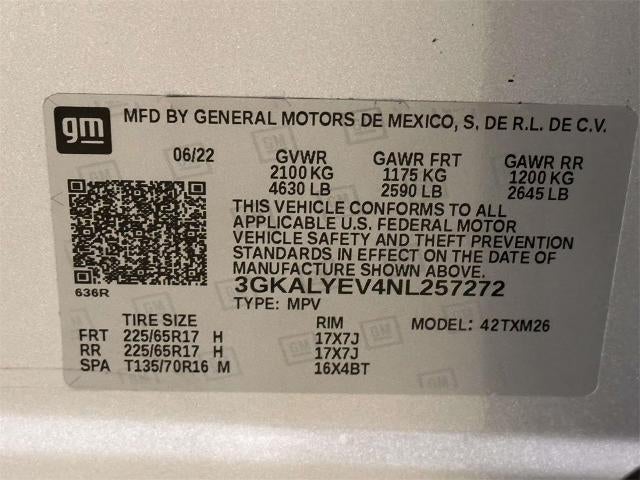 gm
MFD BY GENERAL MOTORS DE MEXICO, S. DE R.L. DE C.V.
06/22 GVWR GAWR FRT GAWR RR
2100 KG 1175 KG 1200 KG
4630 LB 2590 LB 2645 LB
THIS VEHICLE CONFORMS TO ALL
APPLICABLE U.S. FEDERAL MOTOR
VEHICLE SAFETY AND THEFT PREVENTION
STANDARDS IN EFFECT ON THE DATE
OF MANUFACTURE SHOWN ABOVE.
636R
3GKALYEV4NL257272
TYPE: MPV
TIRE SIZE RIM MODEL: 42TXM26
FRT 225/65R17 H 17X7J
RR 225/65R17 H 17X7J
SPA T135/70R16 M 16X4BT